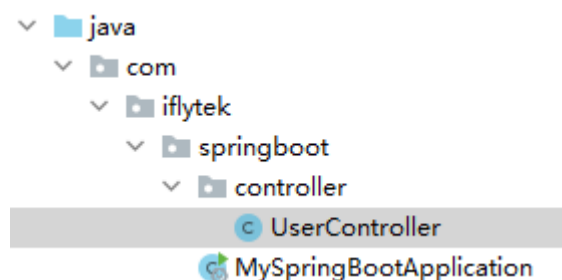 java
com
iflytek
springboot
controller
C UserController
MySpringBootApplication